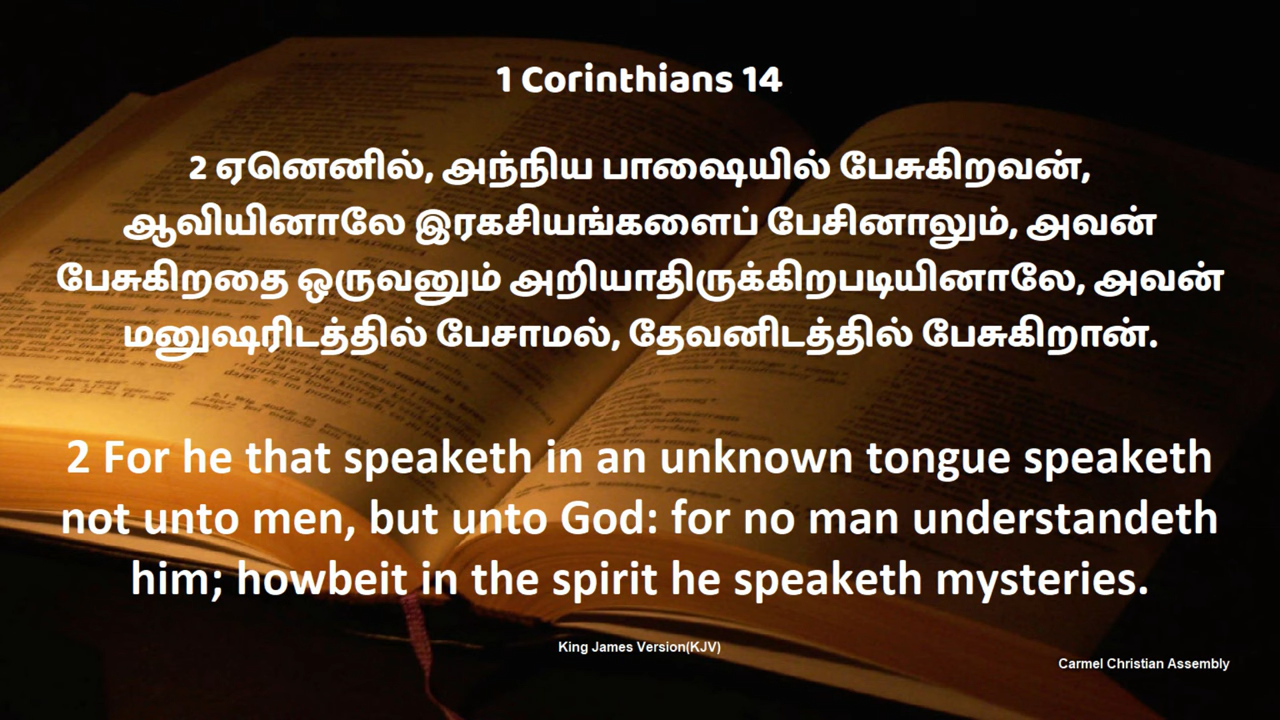 1 Corinthians 14
2 ஏனெனில், அந்நிய பாஷையில் பேசுகிறவன்,
ஆவியினாலே இரகசியங்களைப் பேசினாலும், அவன்
பேசுகிறதை ஒருவனும் அறியாதிருக்கிறபடியினாலே, அவன்
மனுஷரிடத்தில் பேசாமல், தேவனிடத்தில் பேசுகிறான்.
2 For he that speaketh in an unknown tongue speaketh
not unto men, but unto God: for no man understandeth
him; howbeit in the spirit he speaketh mysteries.
King James Version(KJV)
Carmel Christian Assembly